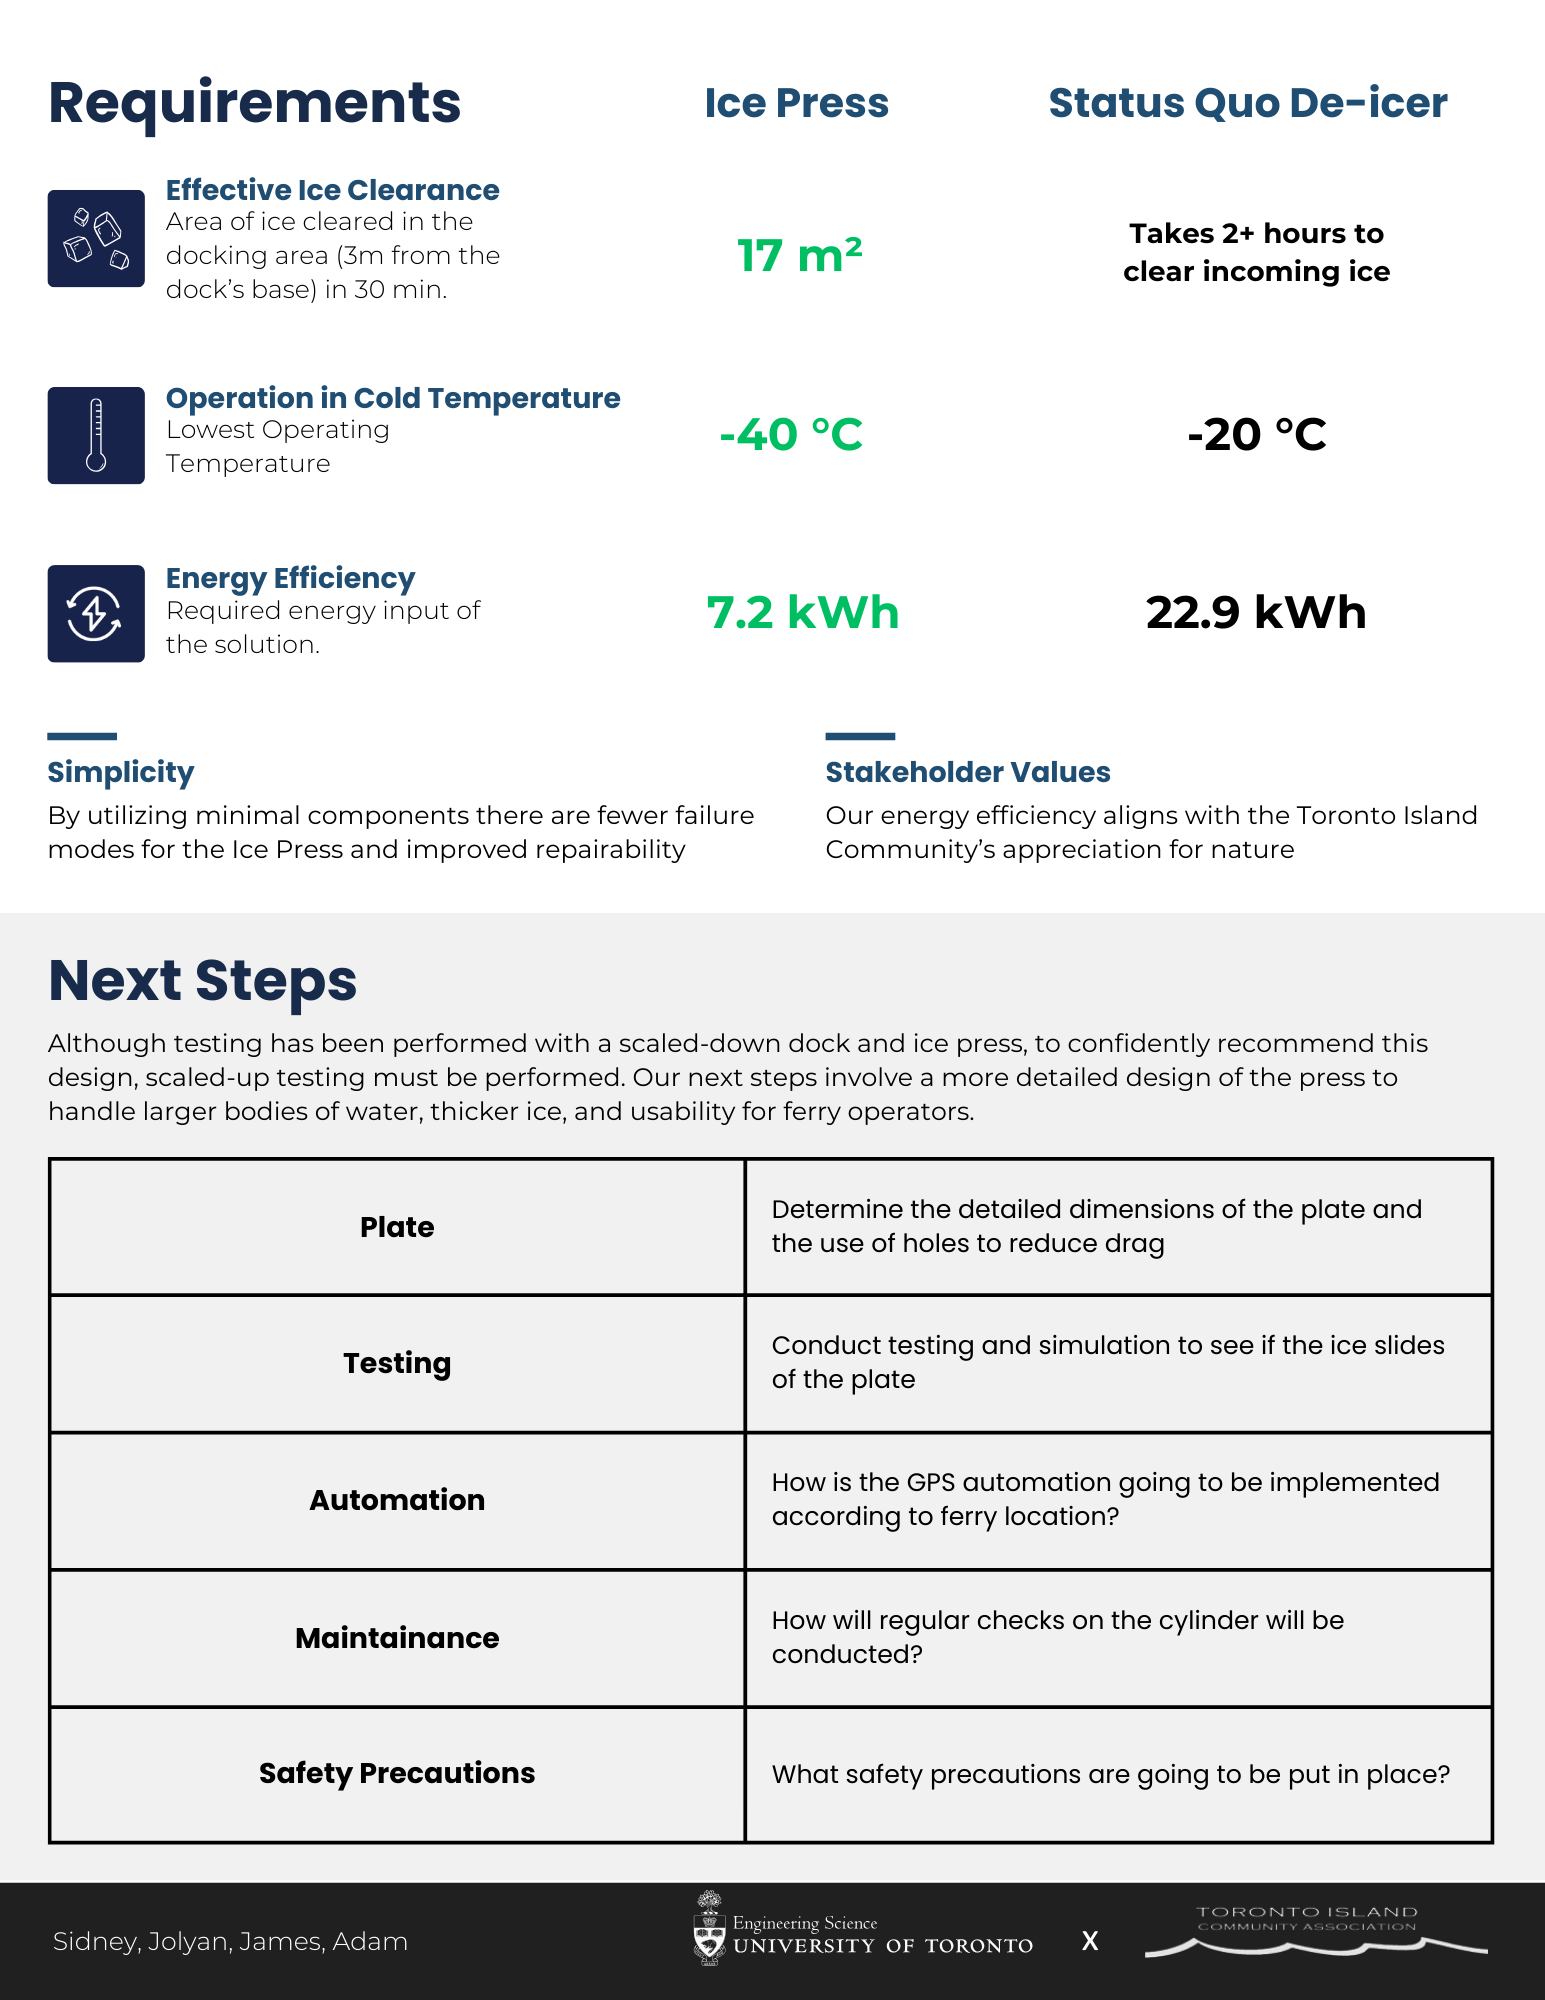 Requirements
Ice Press
Status Quo De-icer
Effective Ice Clearance
Area of ice cleared in the
docking area (3m from the
dock's base) in 30 min.
17 m²
Takes 2+ hours to
clear incoming ice
Operation in Cold Temperature
Lowest Operating
Temperature
-40 °C
-20 °C
Energy Efficiency
Required energy input of
the solution.
7.2 kWh
22.9 kWh
Simplicity
By utilizing minimal components there are fewer failure
modes for the Ice Press and improved repairability
Stakeholder Values
Our energy efficiency aligns with the Toronto Island
Community's appreciation for nature
Next Steps
Although testing has been performed with a scaled-down dock and ice press, to confidently recommend this
design, scaled-up testing must be performed. Our next steps involve a more detailed design of the press to
handle larger bodies of water, thicker ice, and usability for ferry operators.
Plate
Determine the detailed dimensions of the plate and
the use of holes to reduce drag
Testing
Conduct testing and simulation to see if the ice slides
of the plate
Automation
How is the GPS automation going to be implemented
according to ferry location?
Maintainance
How will regular checks on the cylinder will be
conducted?
Safety Precautions
What safety precautions are going to be put in place?
Sidney, Jolyan, James, Adam
Engineering Science
UNIVERSITY OF TORONTO
X
TORONTO ISLAND
COMMUNITY ASSOCIATION